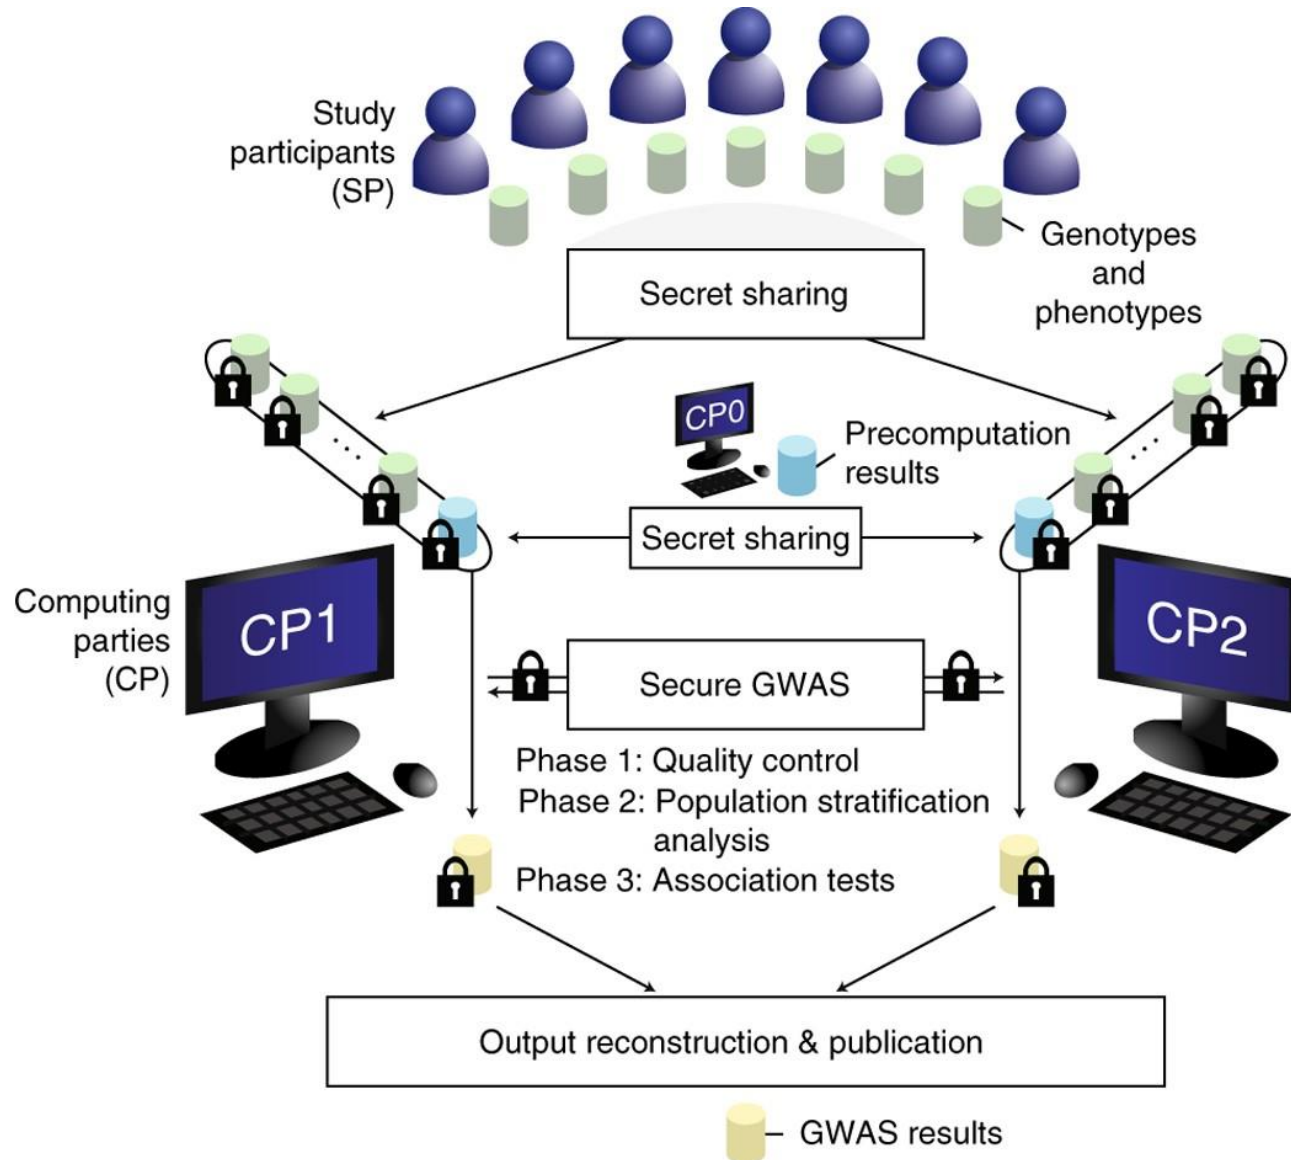 Study
participants
(SP)
Genotypes
and
phenotypes
Secret sharing
CP0
Precomputation
results
Secret sharing
Computing
parties
(CP)
CP1
CP2
Secure GWAS
Phase 1: Quality control
Phase 2: Population stratification
analysis
Phase 3: Association tests
Output reconstruction & publication
GWAS results